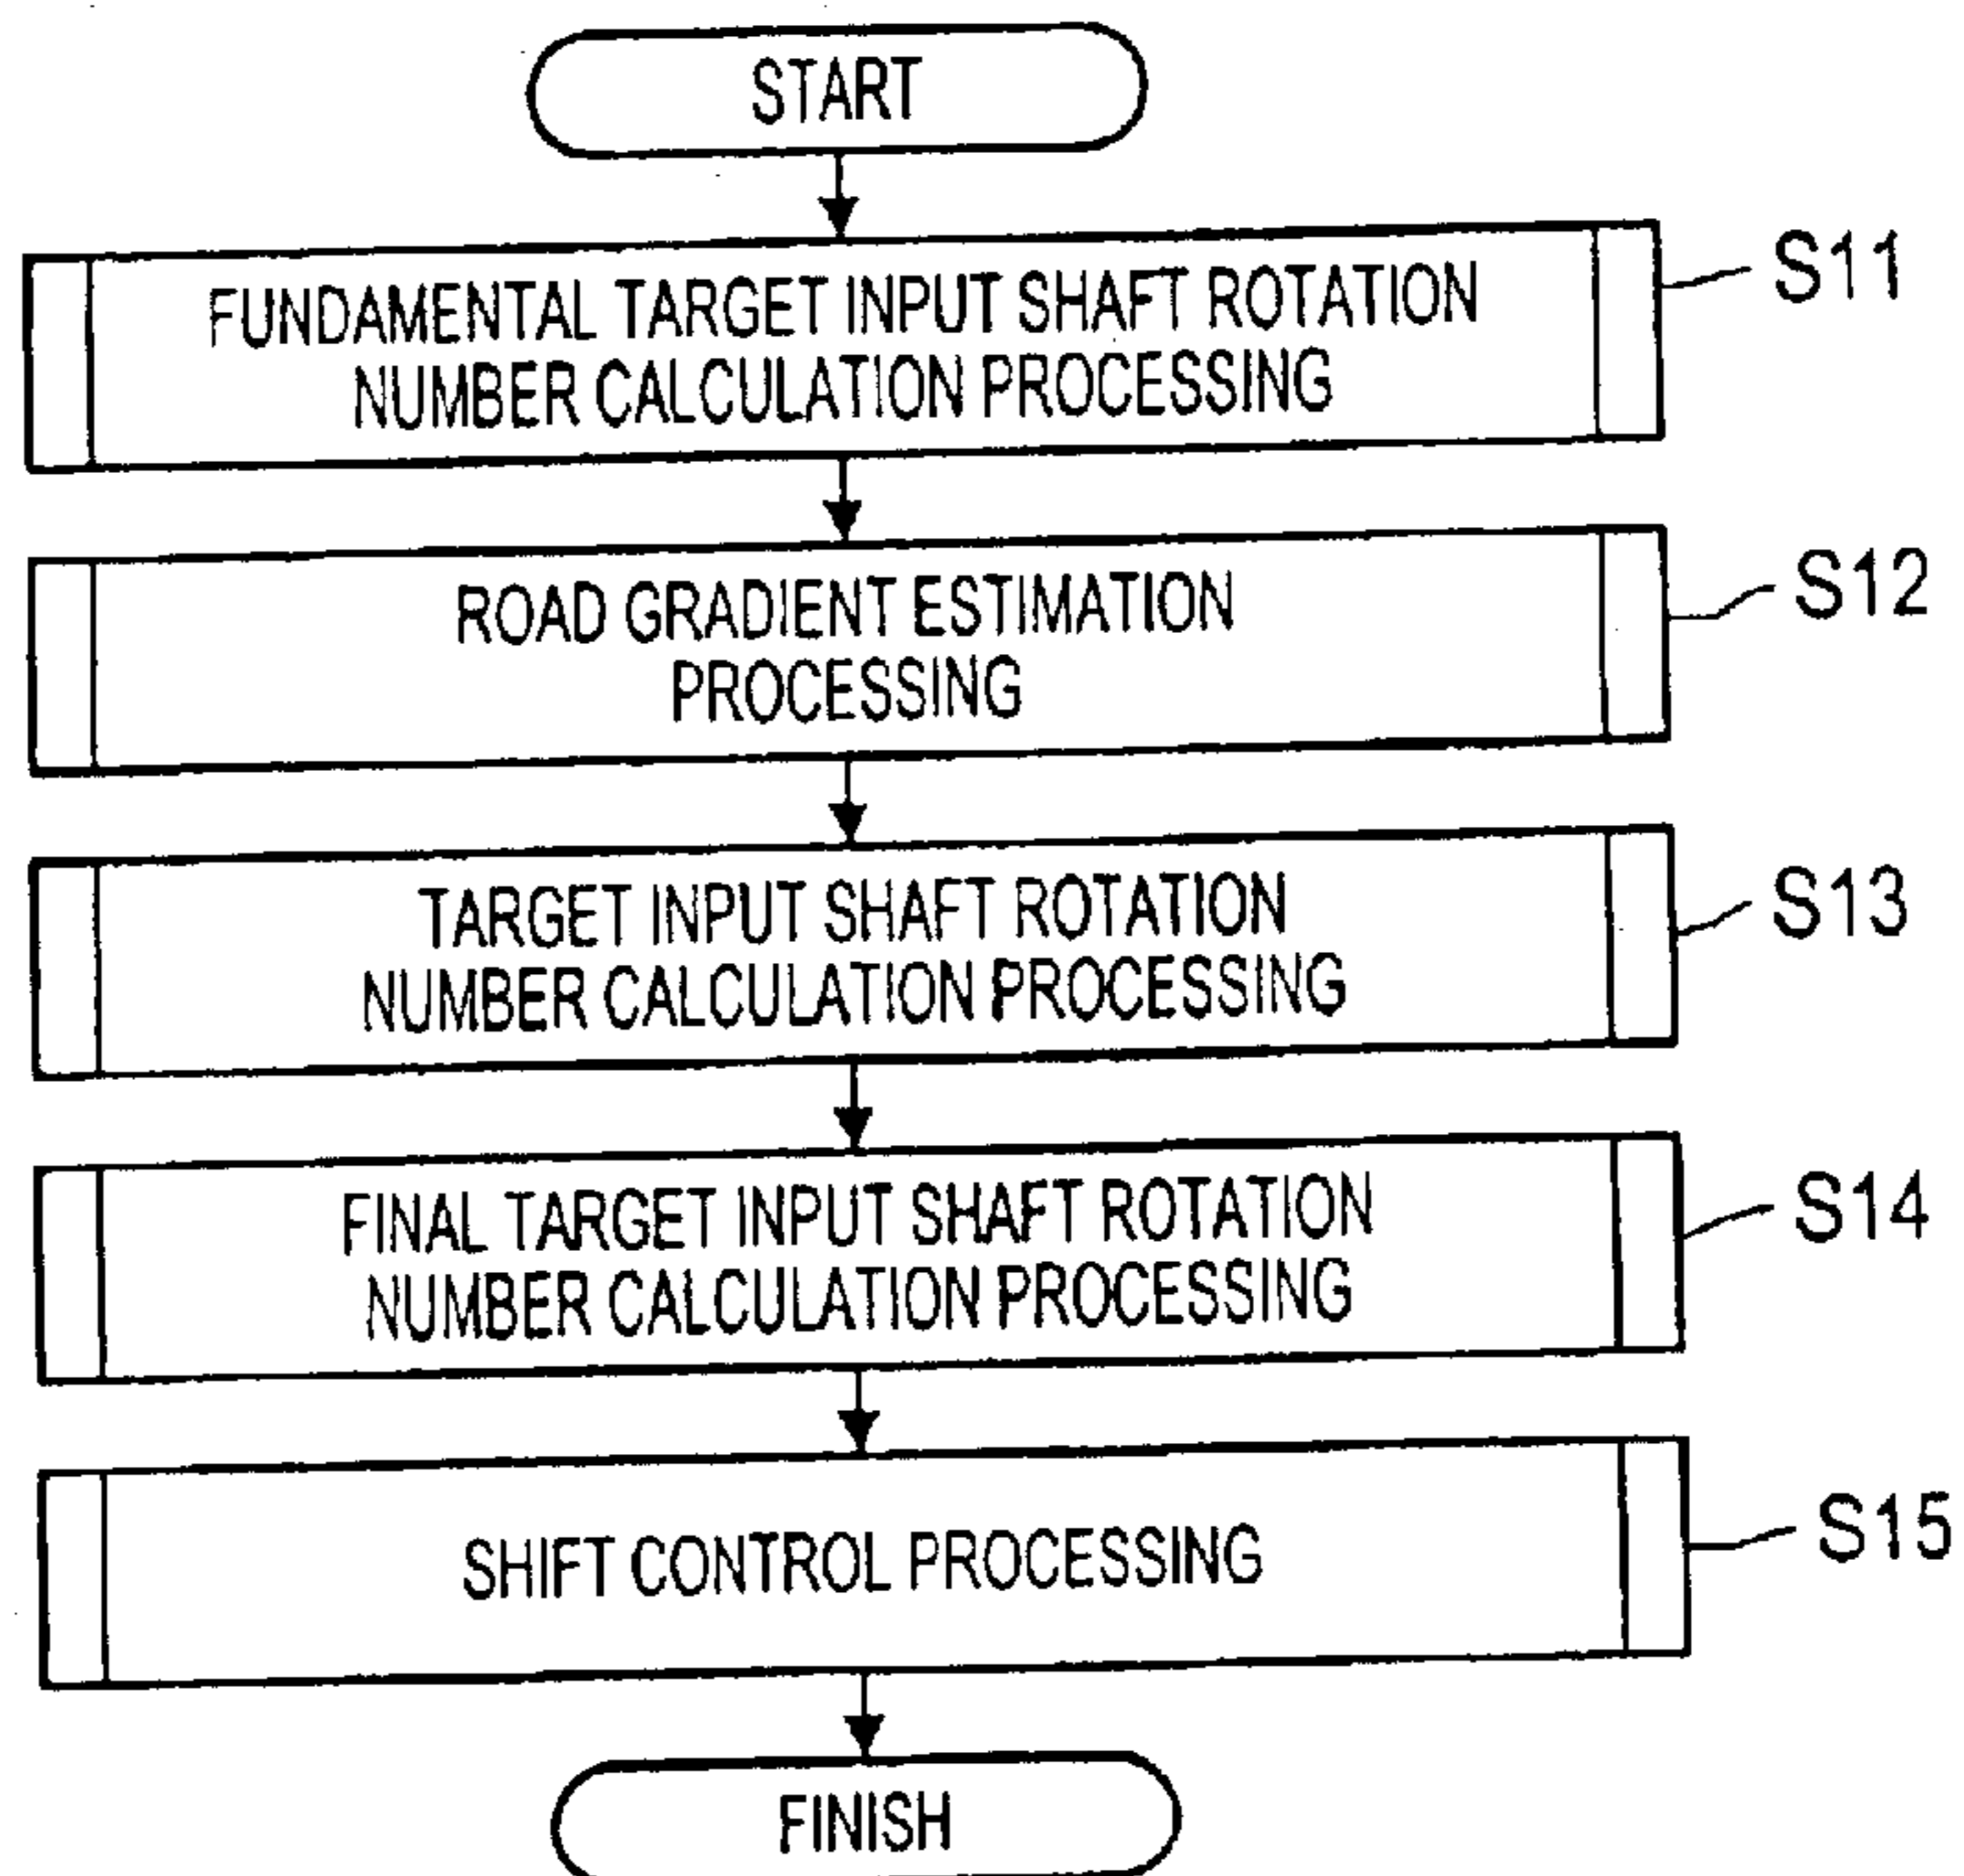 START
FUNDAMENTAL TARGET INPUT SHAFT ROTATION
NUMBER CALCULATION PROCESSING
S11
ROAD GRADIENT ESTIMATION
PROCESSING
S12
TARGET INPUT SHAFT ROTATION
NUMBER CALCULATION PROCESSING
S13
FINAL TARGET INPUT SHAFT ROTATION
NUMBER CALCULATION PROCESSING
S14
SHIFT CONTROL PROCESSING
S15
FINISH